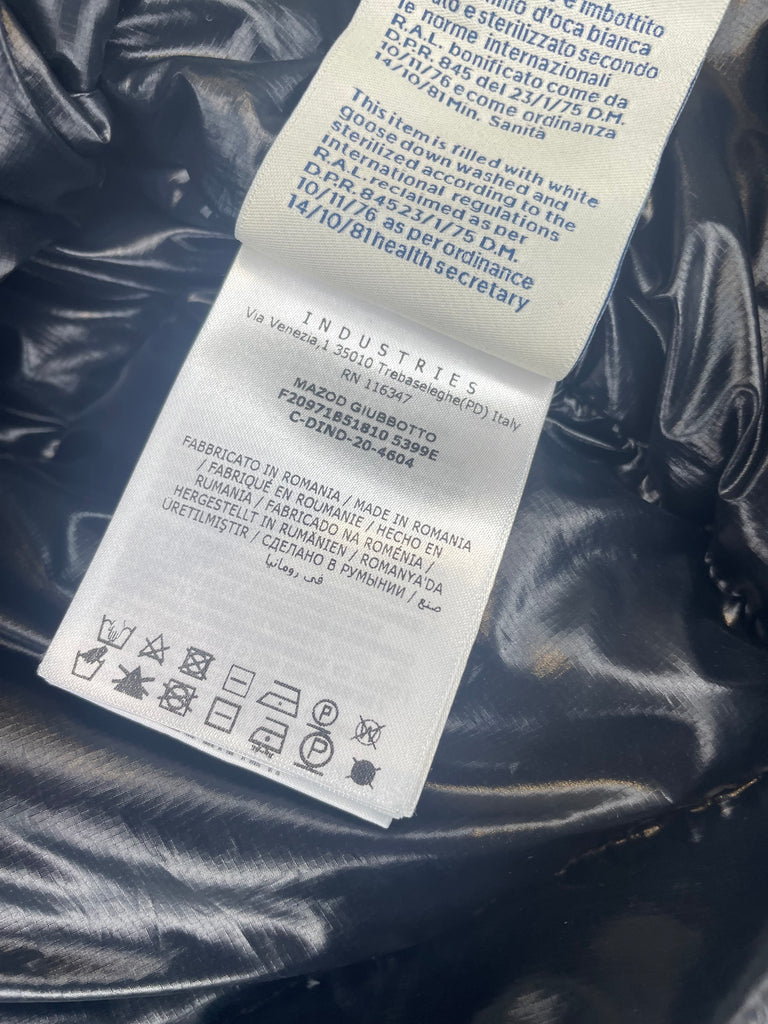 e imbottito
d'oca bianca
e sterilizzato secondo
le norme internazionali
R.A.L. bonificato come da
D.P.R. 845 del 23/1/75 D.M.
10/11/76 e come ordinanza
14/10/81 Min. Sanità
This item is filled with white
goose down washed and
sterilized according to the
international regulations
R.A.L. reclaimed as per
D.P.R. 84523/1/75 D.M.
10/11/76 as per ordinance
14/10/81 health secretary
INDUSTRIES
Via Venezia,1 35010 Trebaseleghe(PD) Italy
RN 116347
MAZOD GIUBBOTTO
F20971B51810 5399E
C-DIND-20-4604
FABBRICATO IN ROMANIA / MADE IN ROMANIA
/ FABRIQUÉ EN ROUMANIE / HECHO EN
RUMANIA / FABRICADO NA ROMÉNIA /
HERGESTELLT IN RUMÄNIEN / ROMANYA'DA
ÜRETILMIŞTIR / СДЕЛАНО В РУМЫНИИ / صنع
في رومانيا
P
W
P